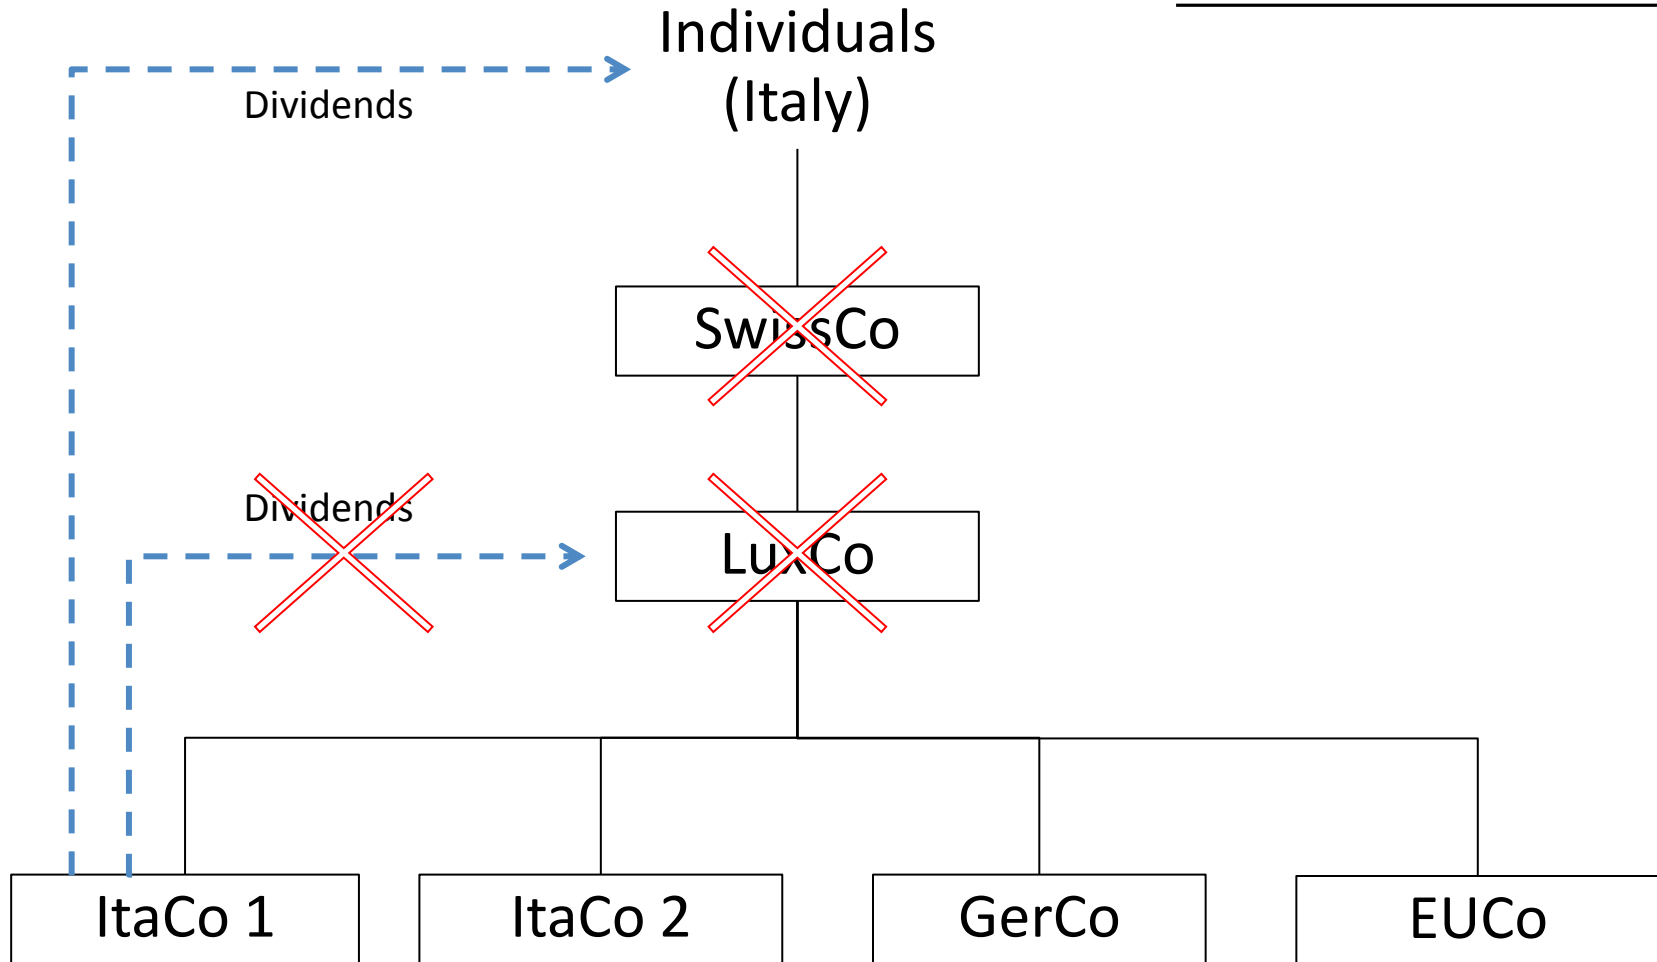 Individuals
(Italy)
Dividends
SwissCo
Dividends
LuxCo
ItaCo 1
ItaCo 2
GerCo
EUCo